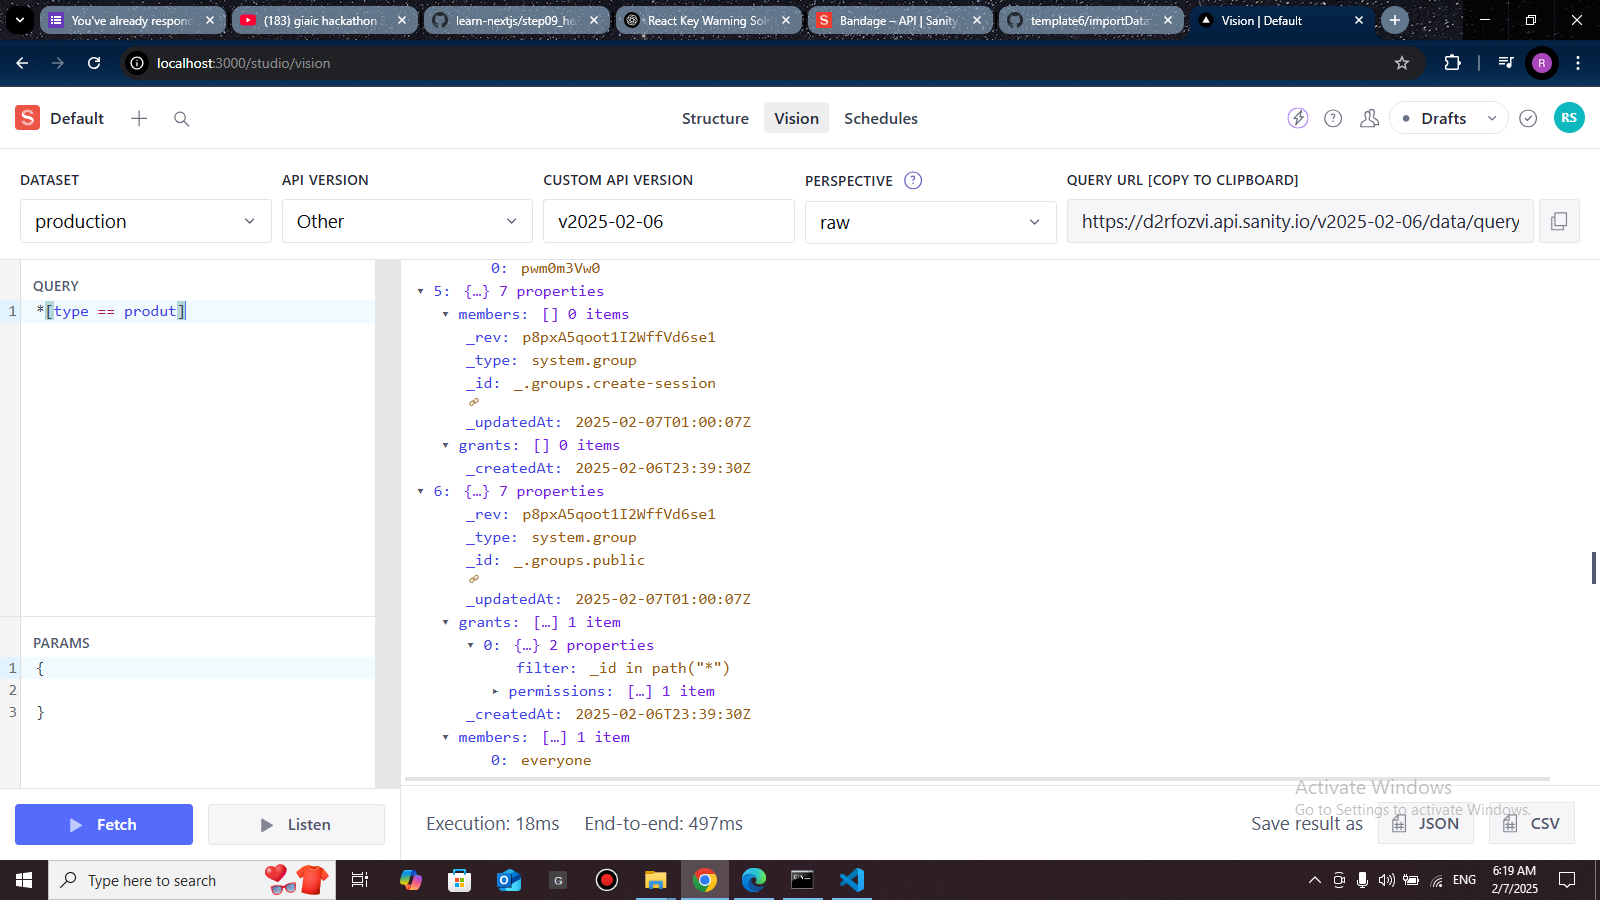 You've already respond
(183) giaic hackathon 3
learn-nextjs/step09_he
React Key Warning Sol
Bandage – API | Sanity
template6/importData
Vision | Default
localhost:3000/studio/vision
R
S
Default
Structure
Vision
Schedules
Drafts
RS
DATASET
API VERSION
CUSTOM API VERSION
PERSPECTIVE
QUERY URL [COPY TO CLIPBOARD]
production
Other
v2025-02-06
raw
https://d2rfozvi.api.sanity.io/v2025-02-06/data/query
QUERY
1 *[type == produt]
PARAMS
1 {
2
3 }
0: pwm0m3Vw0
5: {…} 7 properties
members: [] 0 items
_rev: p8pxA5qoot1I2WffVd6se1
_type: system.group
_id: _.groups.create-session
_updatedAt: 2025-02-07T01:00:07Z
grants: [] 0 items
_createdAt: 2025-02-06T23:39:30Z
6: {…} 7 properties
_rev: p8pxA5qoot1I2WffVd6se1
_type: system.group
_id: _.groups.public
_updatedAt: 2025-02-07T01:00:07Z
grants: […] 1 item
0: {…} 2 properties
filter: _id in path("*")
permissions: […] 1 item
_createdAt: 2025-02-06T23:39:30Z
members: […] 1 item
0: everyone
Fetch
Listen
Execution: 18ms End-to-end: 497ms
Save result as
JSON
CSV
Activate Windows
Go to Settings to activate Windows.
Type here to search
ENG
6:19 AM
2/7/2025